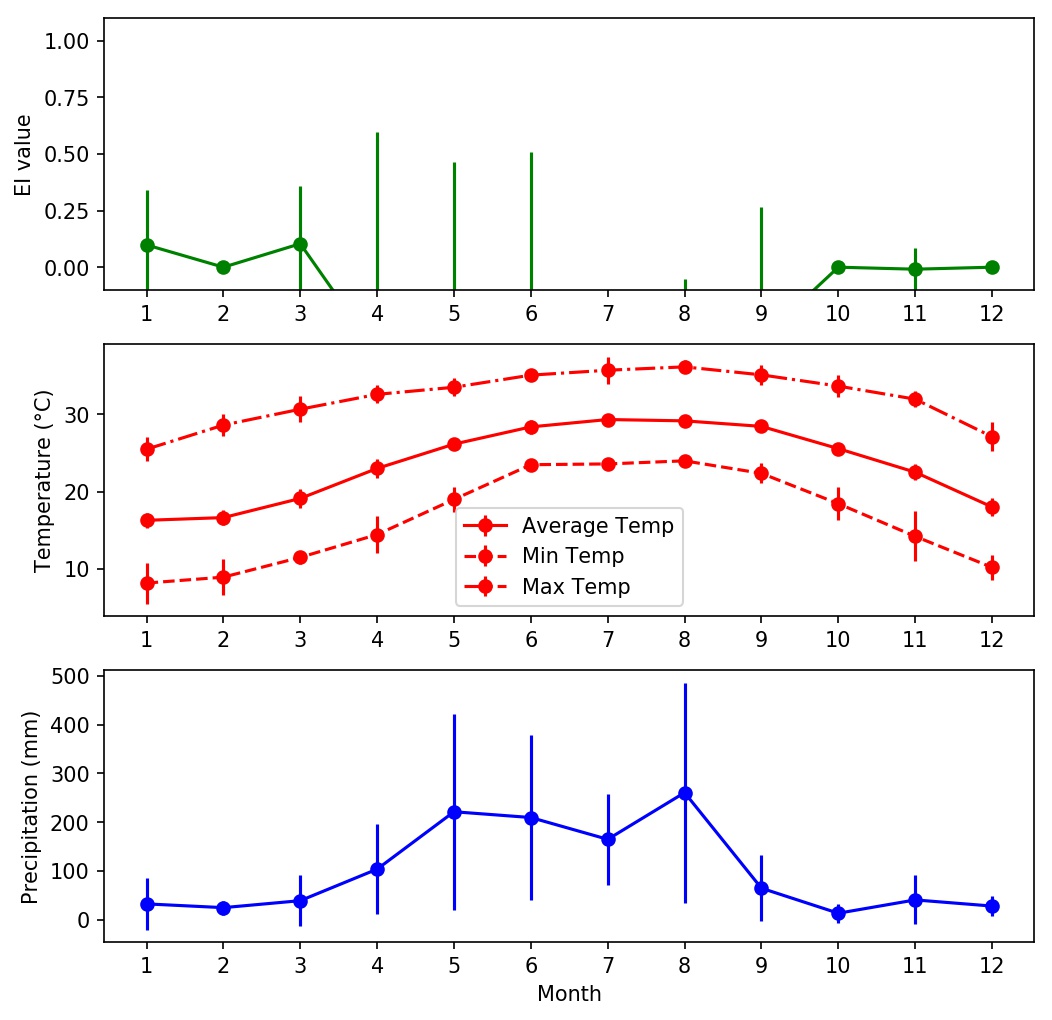 EI value
1.00
0.75
0.50
0.25
0.00
1 2 3 4 5 6 7 8 9 10 11 12
Temperature (°C)
30
20
10
Average Temp
Min Temp
Max Temp
1 2 3 4 5 6 7 8 9 10 11 12
Precipitation (mm)
500
400
300
200
100
0
1 2 3 4 5 6 7 8 9 10 11 12
Month